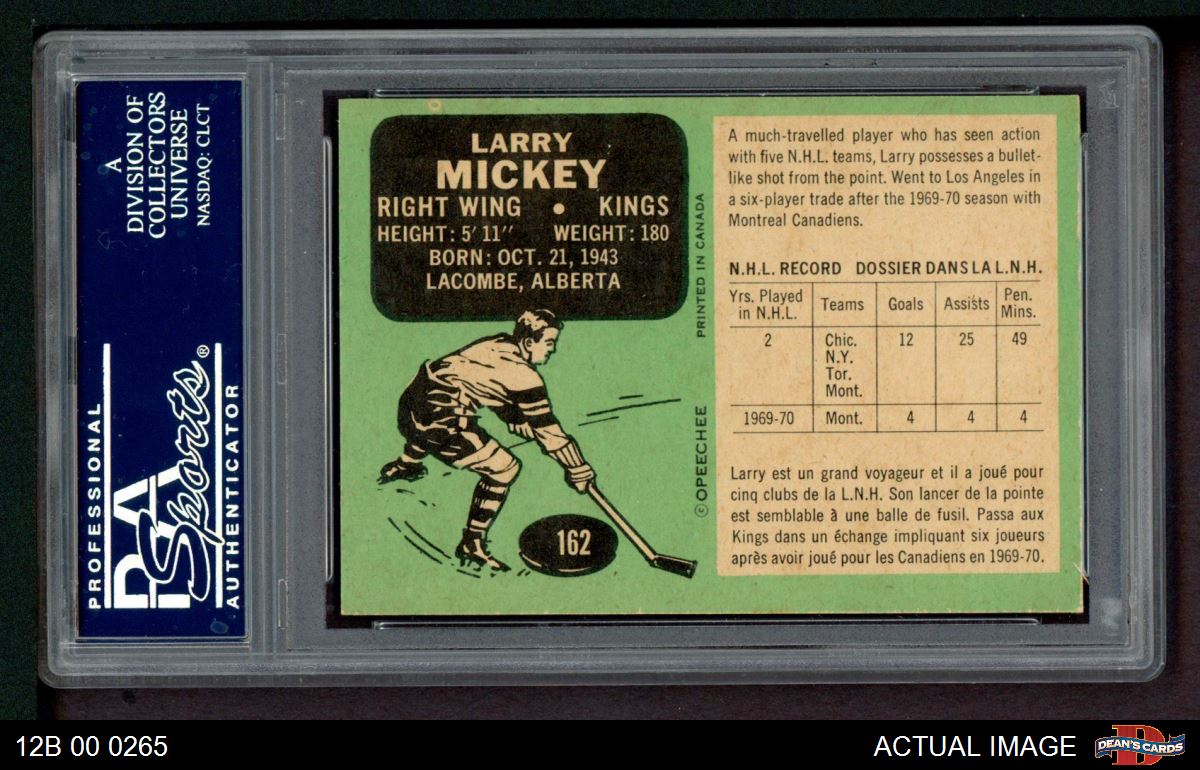 A
DIVISION OF
COLLECTORS
UNIVERSE
NASDAQ: CLCT
PROFESSIONAL
PSA
Sports®
AUTHENTICATOR
LARRY
MICKEY
RIGHT WING • KINGS
HEIGHT: 5' 11" WEIGHT: 180
BORN: OCT. 21, 1943
LACOMBE, ALBERTA
162
©OPEECHEE PRINTED IN CANADA
A much-travelled player who has seen action
with five N.H.L. teams, Larry possesses a bullet-
like shot from the point. Went to Los Angeles in
a six-player trade after the 1969-70 season with
Montreal Canadiens.
N.H.L. RECORD DOSSIER DANS LA L.N.H.
Yrs. Played in N.H.L. Teams Goals Assists Pen. Mins.
2 Chic. 12 25 49
N.Y.
Tor.
Mont.
1969-70 Mont. 4 4 4
Larry est un grand voyageur et il a joué pour
cinq clubs de la L.N.H. Son lancer de la pointe
est semblable à une balle de fusil. Passa aux
Kings dans un échange impliquant six joueurs
après avoir joué pour les Canadiens en 1969-70.
12B 00 0265
ACTUAL IMAGE
D
DEAN'S CARDS